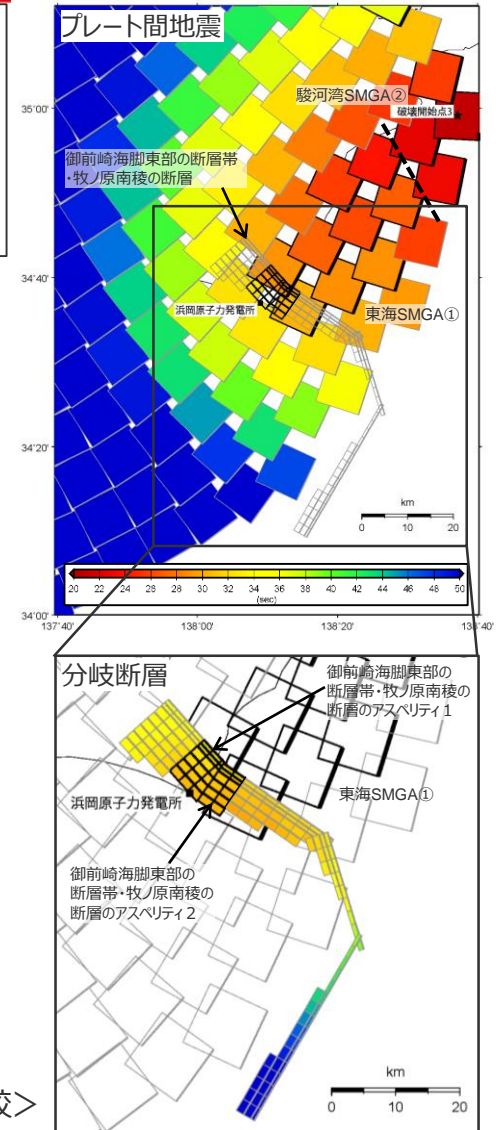 プレート間地震
35°00'
駿河湾SMGA②
破壊開始点3
御前崎海脚東部の断層帯
・牧ノ原南稜の断層
34°40'
浜岡原子力発電所
東海SMGA①
34°20'
km
0 10 20
20 22 24 26 28 30 32 34 36 38 40 42 44 46 48 50
(sec)
34°00'
137°40' 138°00' 138°20' 138°40'
分岐断層
御前崎海脚東部の
断層帯・牧ノ原南稜の
断層のアスペリティ1
東海SMGA①
浜岡原子力発電所
御前崎海脚東部の
断層帯・牧ノ原南稜の
断層のアスペリティ2
km
0 10 20
較＞